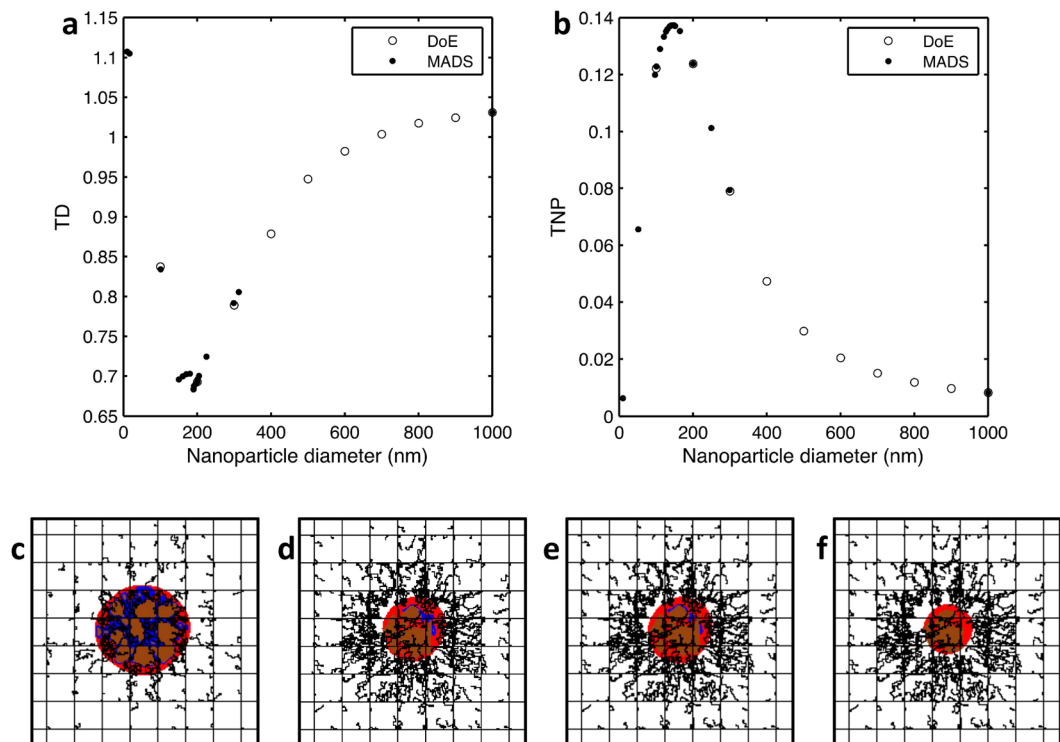 a
1.15
1.1
1.05
1
0.95
0.9
0.85
0.8
0.75
0.7
0.65
TD
DoE
MADS
0 200 400 600 800 1000
Nanoparticle diameter (nm)
b
0.14
0.12
0.1
0.08
0.06
0.04
0.02
0
TNP
DoE
MADS
0 200 400 600 800 1000
Nanoparticle diameter (nm)
c
d
e
f